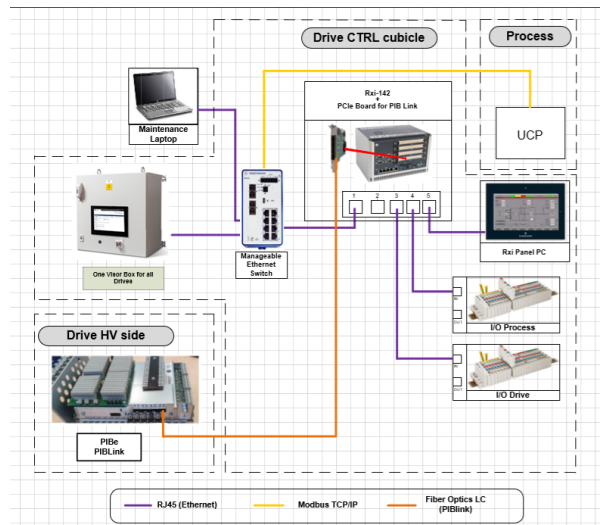 Drive CTRL cubicle
Process
Rxi-142
+
PCIe Board for PIB Link
Maintenance
Laptop
UCP
1
2
3
4
5
Manageable
Ethernet
Switch
Rxi Panel PC
One Visor Box for all
Drives
I/O Process
Drive HV side
I/O Drive
PIBe
PIBLink
RJ45 (Ethernet)
Modbus TCP/IP
Fiber Optics LC
(PIBlink)